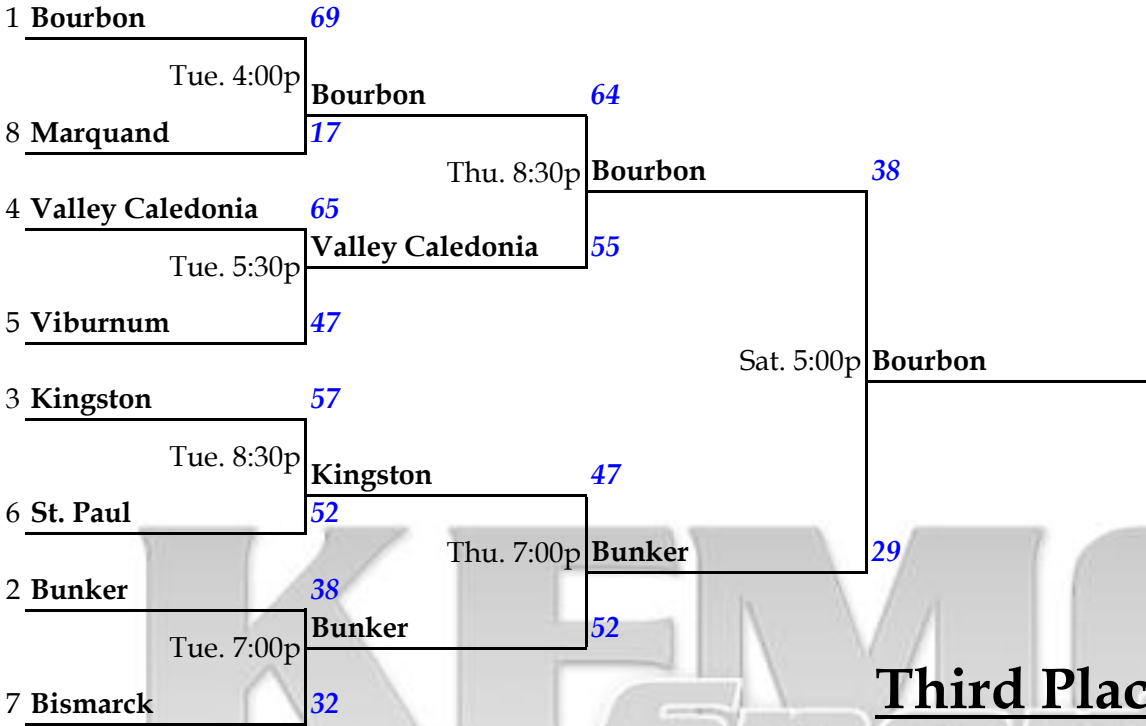 1 Bourbon 69
Tue. 4:00p
Bourbon 64
8 Marquand 17
Thu. 8:30p Bourbon 38
4 Valley Caledonia 65
Valley Caledonia 55
Tue. 5:30p
5 Viburnum 47
Sat. 5:00p Bourbon
3 Kingston 57
Tue. 8:30p
Kingston 47
6 St. Paul 52
Thu. 7:00p Bunker 29
2 Bunker 38
Bunker 52
Tue. 7:00p
7 Bismarck 32
Third Plac